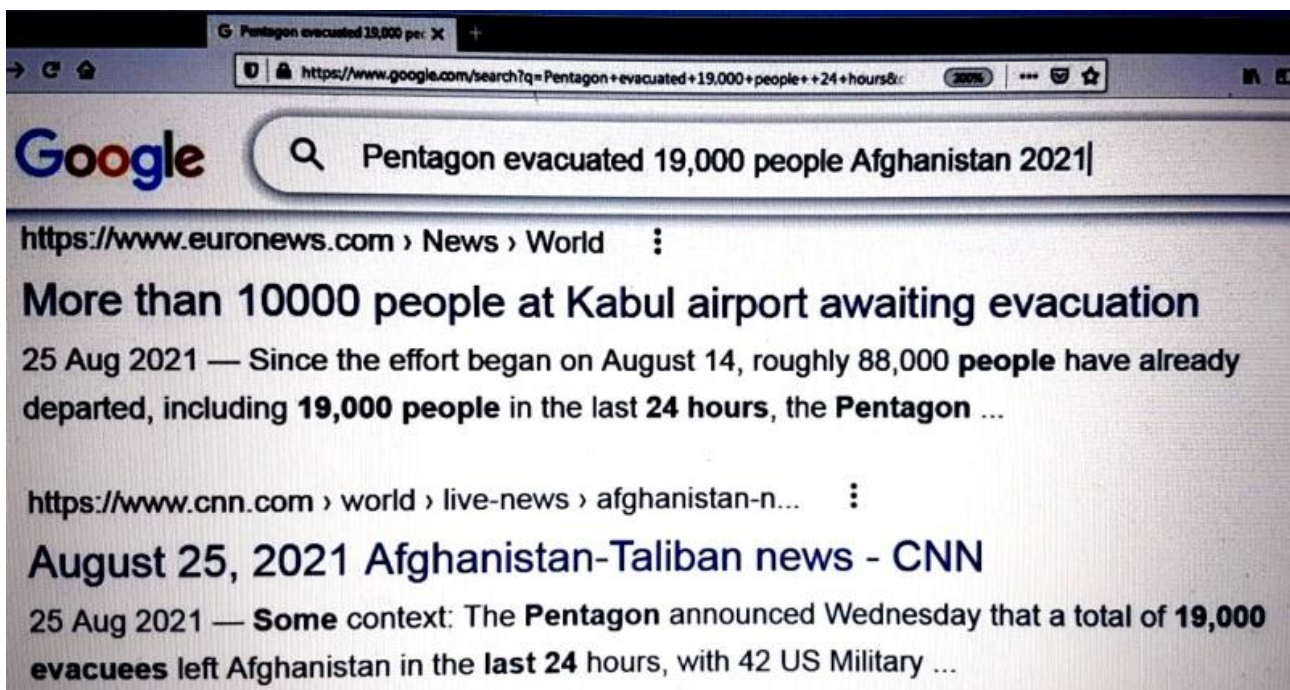 G Pentagon evacuated 19,000 pec X +
https://www.google.com/search?q=Pentagon+evacuated+19,000+people++24+hours&c 200%
Google Pentagon evacuated 19,000 people Afghanistan 2021
https://www.euronews.com › News › World
More than 10000 people at Kabul airport awaiting evacuation
25 Aug 2021 — Since the effort began on August 14, roughly 88,000 people have already
departed, including 19,000 people in the last 24 hours, the Pentagon ...
https://www.cnn.com › world › live-news › afghanistan-n...
August 25, 2021 Afghanistan-Taliban news - CNN
25 Aug 2021 — Some context: The Pentagon announced Wednesday that a total of 19,000
evacuees left Afghanistan in the last 24 hours, with 42 US Military ...